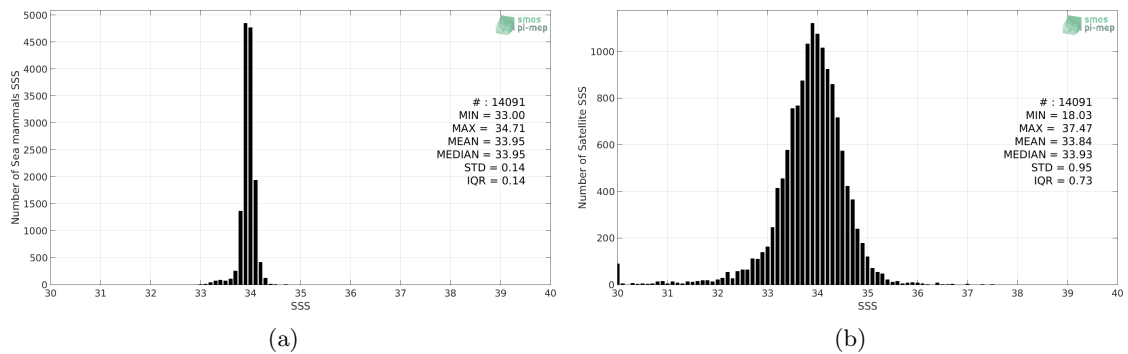 5000
4500
4000
3500
3000
2500
2000
1500
1000
500
0
Number of Sea mammals SSS
smos
pi-mep
# : 14091
MIN = 33.00
MAX = 34.71
MEAN = 33.95
MEDIAN = 33.95
STD = 0.14
IQR = 0.14
30 31 32 33 34 35 36 37 38 39 40
SSS
(a)
1000
800
600
400
200
0
Number of Satellite SSS
smos
pi-mep
# : 14091
MIN = 18.03
MAX = 37.47
MEAN = 33.84
MEDIAN = 33.93
STD = 0.95
IQR = 0.73
30 31 32 33 34 35 36 37 38 39 40
SSS
(b)